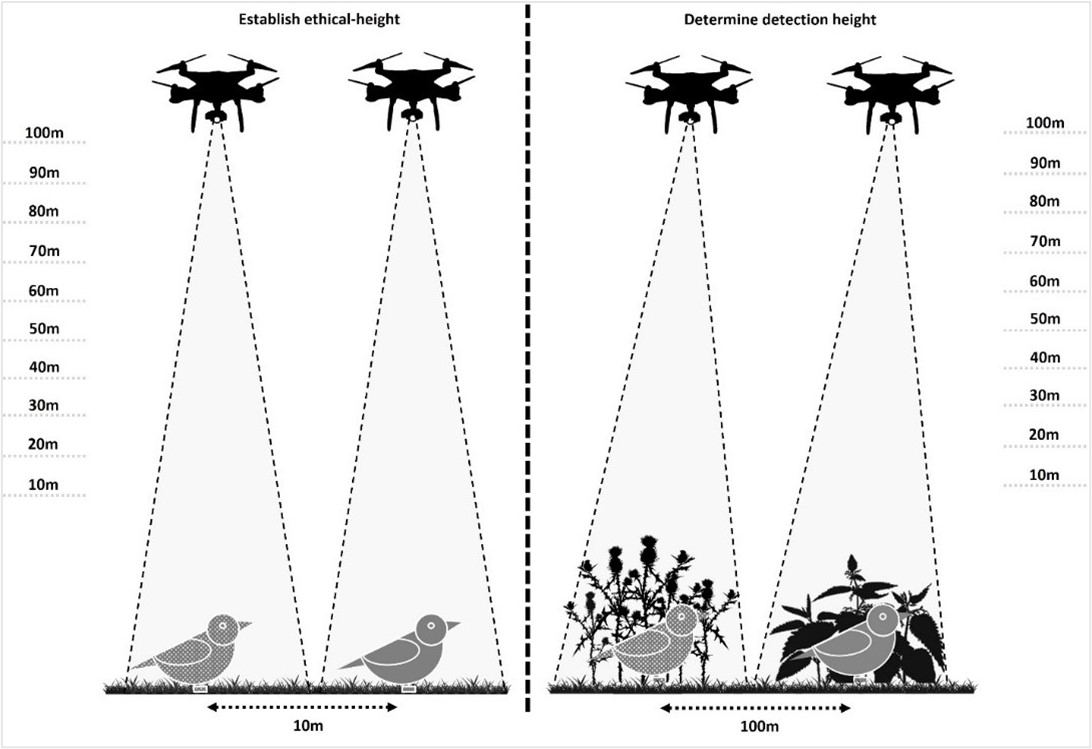 Establish ethical-height
Determine detection height
100m
90m
80m
70m
60m
50m
40m
30m
20m
10m
100m
90m
80m
70m
60m
50m
40m
30m
20m
10m
10m
100m